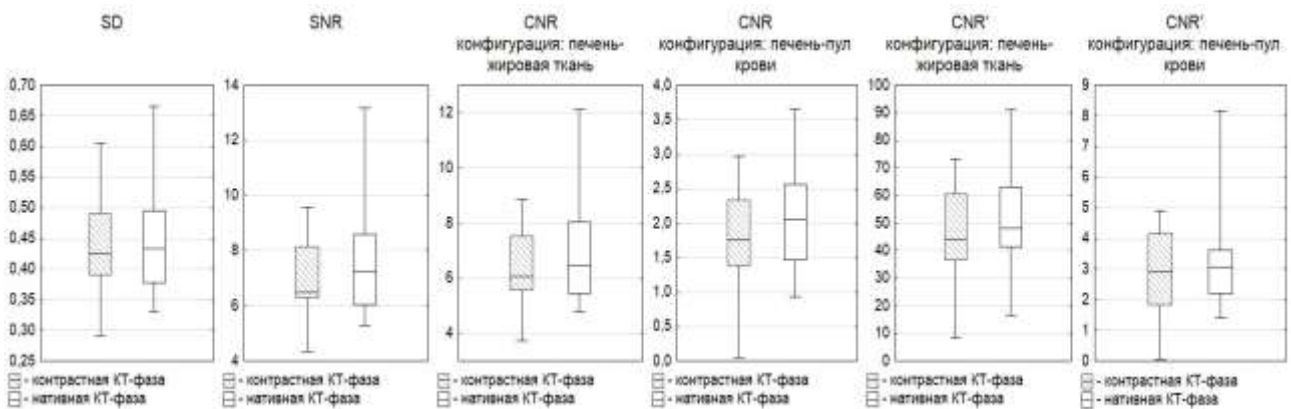 SD
0,70
0,65
0,60
0,55
0,50
0,45
0,40
0,35
0,30
0,25
- контрастная КТ-фаза
- нативная КТ-фаза
SNR
14
12
10
8
6
4
- контрастная КТ-фаза
- нативная КТ-фаза
CNR
конфигурация: печень-
жировая ткань
12
10
8
6
4
- контрастная КТ-фаза
- нативная КТ-фаза
CNR
конфигурация: печень-пул
крови
4,0
3,5
3,0
2,5
2,0
1,5
1,0
0,5
0,0
- контрастная КТ-фаза
- нативная КТ-фаза
CNR'
конфигурация: печень-
жировая ткань
100
90
80
70
60
50
40
30
20
10
0
- контрастная КТ-фаза
- нативная КТ-фаза
CNR'
конфигурация: печень-пул
крови
9
8
7
6
5
4
3
2
1
0
- контрастная КТ-фаза
- нативная КТ-фаза